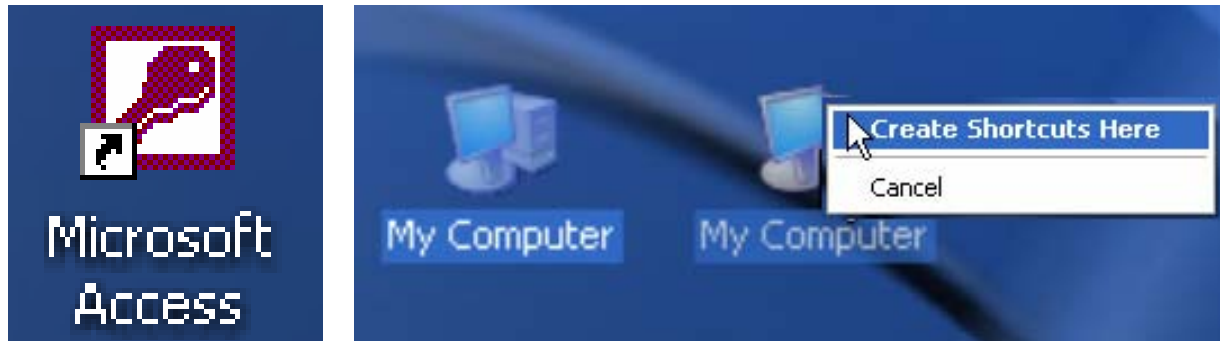 Microsoft
Access
My Computer
My Computer
Create Shortcuts Here
Cancel